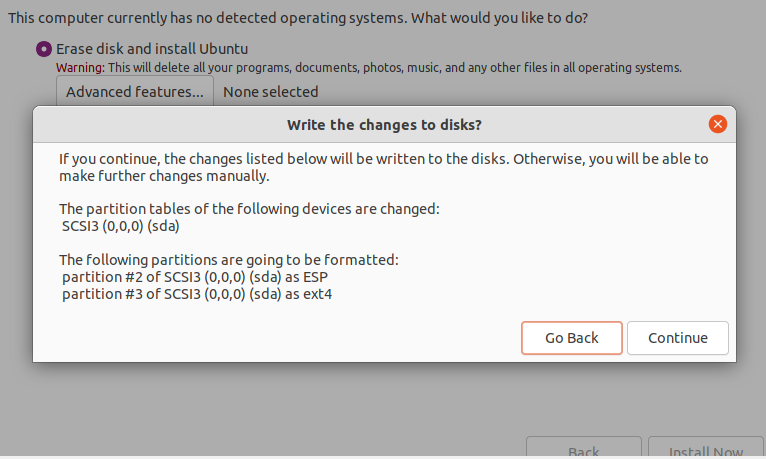 This computer currently has no detected operating systems. What would you like to do?
Erase disk and install Ubuntu
Warning: This will delete all your programs, documents, photos, music, and any other files in all operating systems.
Advanced features... None selected
Write the changes to disks?
If you continue, the changes listed below will be written to the disks. Otherwise, you will be able to
make further changes manually.
The partition tables of the following devices are changed:
SCSI3 (0,0,0) (sda)
The following partitions are going to be formatted:
partition #2 of SCSI3 (0,0,0) (sda) as ESP
partition #3 of SCSI3 (0,0,0) (sda) as ext4
Go Back Continue
Back Install Now